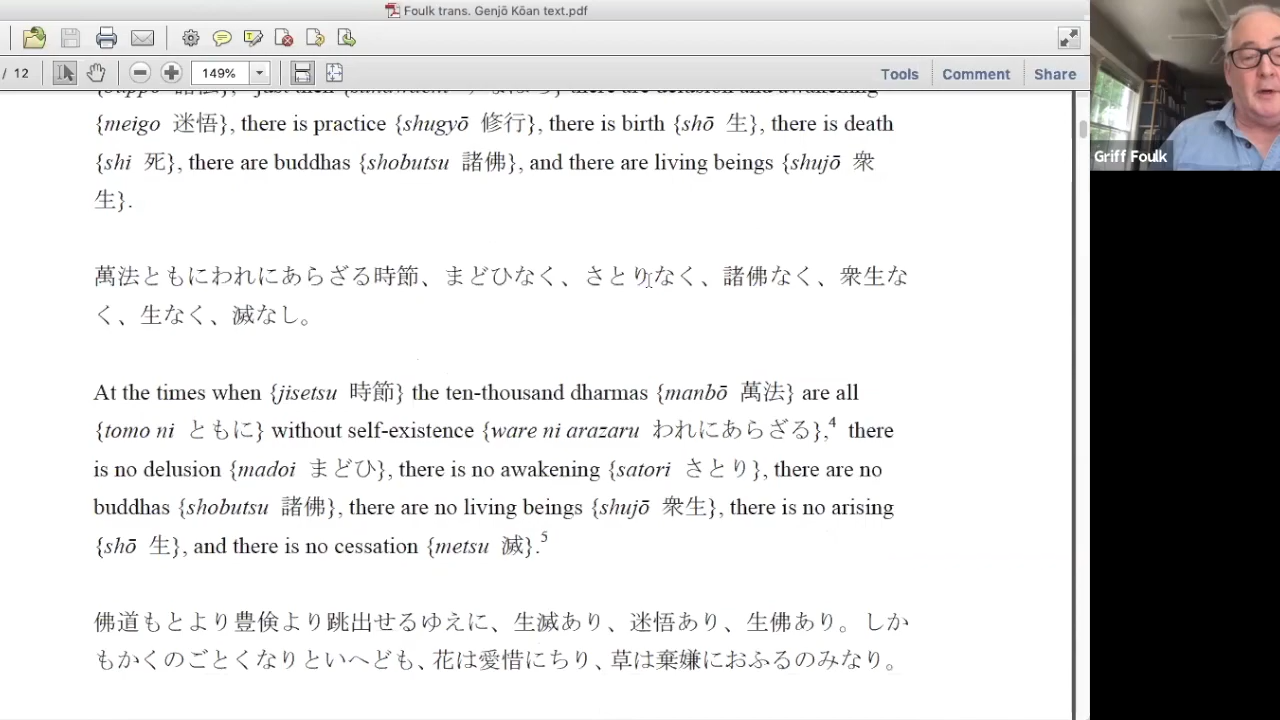 Foulk trans. Genjō Kōan text.pdf
/ 12
149%
Tools
Comment
Share
Griff Foulk
there are delusion and awakening
{meigo 迷悟}, there is practice {shugyō 修行}, there is birth {shō 生}, there is death
{shi 死}, there are buddhas {shobutsu 諸佛}, and there are living beings {shujō 衆
生}.
萬法ともにわれにあらざる時節、まどひなく、さとりなく、諸佛なく、衆生な
く、生なく、滅なし。
At the times when {jisetsu 時節} the ten-thousand dharmas {manbō 萬法} are all
{tomo ni ともに} without self-existence {ware ni arazaru われにあらざる},4 there
is no delusion {madoi まどひ}, there is no awakening {satori さとり}, there are no
buddhas {shobutsu 諸佛}, there are no living beings {shujō 衆生}, there is no arising
{shō 生}, and there is no cessation {metsu 滅}.5
佛道もとより豊倹より跳出せるゆえに、生滅あり、迷悟あり、生佛あり。しか
もかくのごとくなりといへども、花は愛惜にちり、草は棄嫌におふるのみなり。